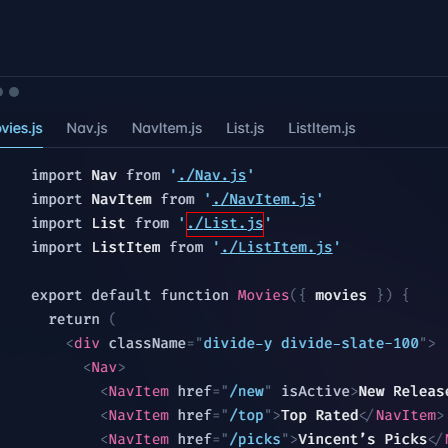 vies.js Nav.js NavItem.js List.js ListItem.js
import Nav from './Nav.js'
import NavItem from './NavItem.js'
import List from './List.js'
import ListItem from './ListItem.js'
export default function Movies({ movies }) {
return (
<div className="divide-y divide-slate-100">
<Nav>
<NavItem href="/new" isActive>New Release
<NavItem href="/top">Top Rated</NavItem>
<NavItem href="/picks">Vincent’s Picks</